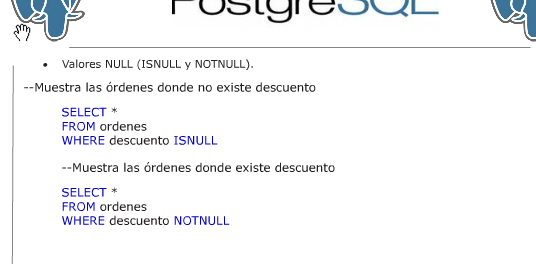 PostgreSQL
• Valores NULL (ISNULL y NOTNULL).
--Muestra las órdenes donde no existe descuento
SELECT *
FROM ordenes
WHERE descuento ISNULL
--Muestra las órdenes donde existe descuento
SELECT *
FROM ordenes
WHERE descuento NOTNULL